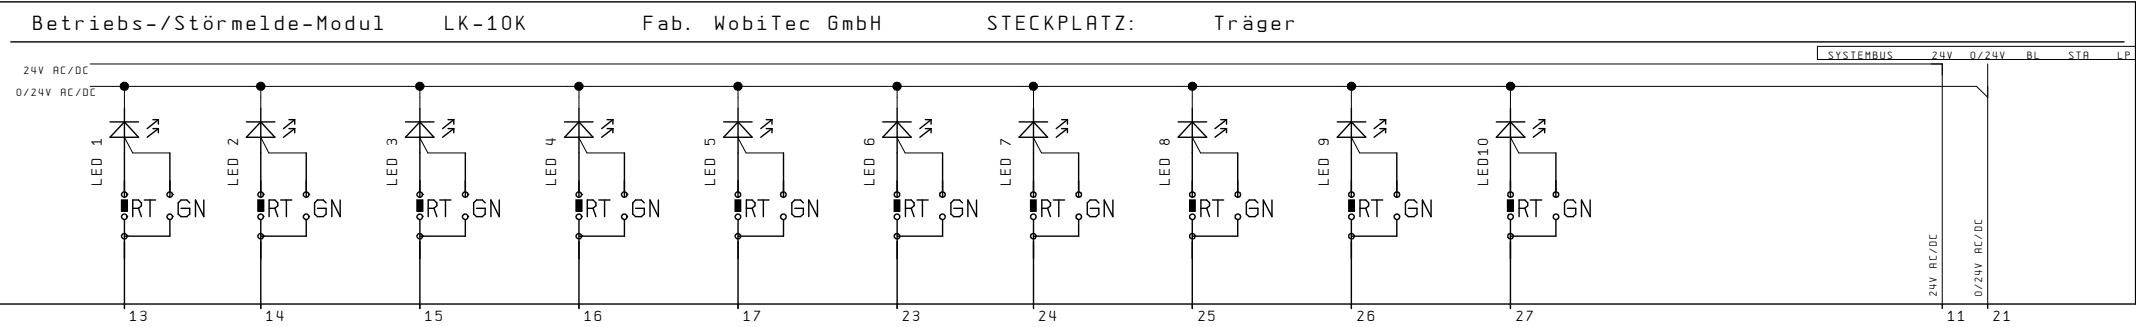 Betriebs-/Störmelde-Modul LK-10K Fab. WobiTec GmbH STECKPLATZ: Träger
SYSTEMBUS 24V 0/24V BL STA LP
24V AC/DC
0/24V AC/DC
LED 1 LED 2 LED 3 LED 4 LED 5 LED 6 LED 7 LED 8 LED 9 LED10
RT GN RT GN RT GN RT GN RT GN RT GN RT GN RT GN RT GN RT GN
24V AC/DC 0/24V AC/DC
13 14 15 16 17 23 24 25 26 27 11 21